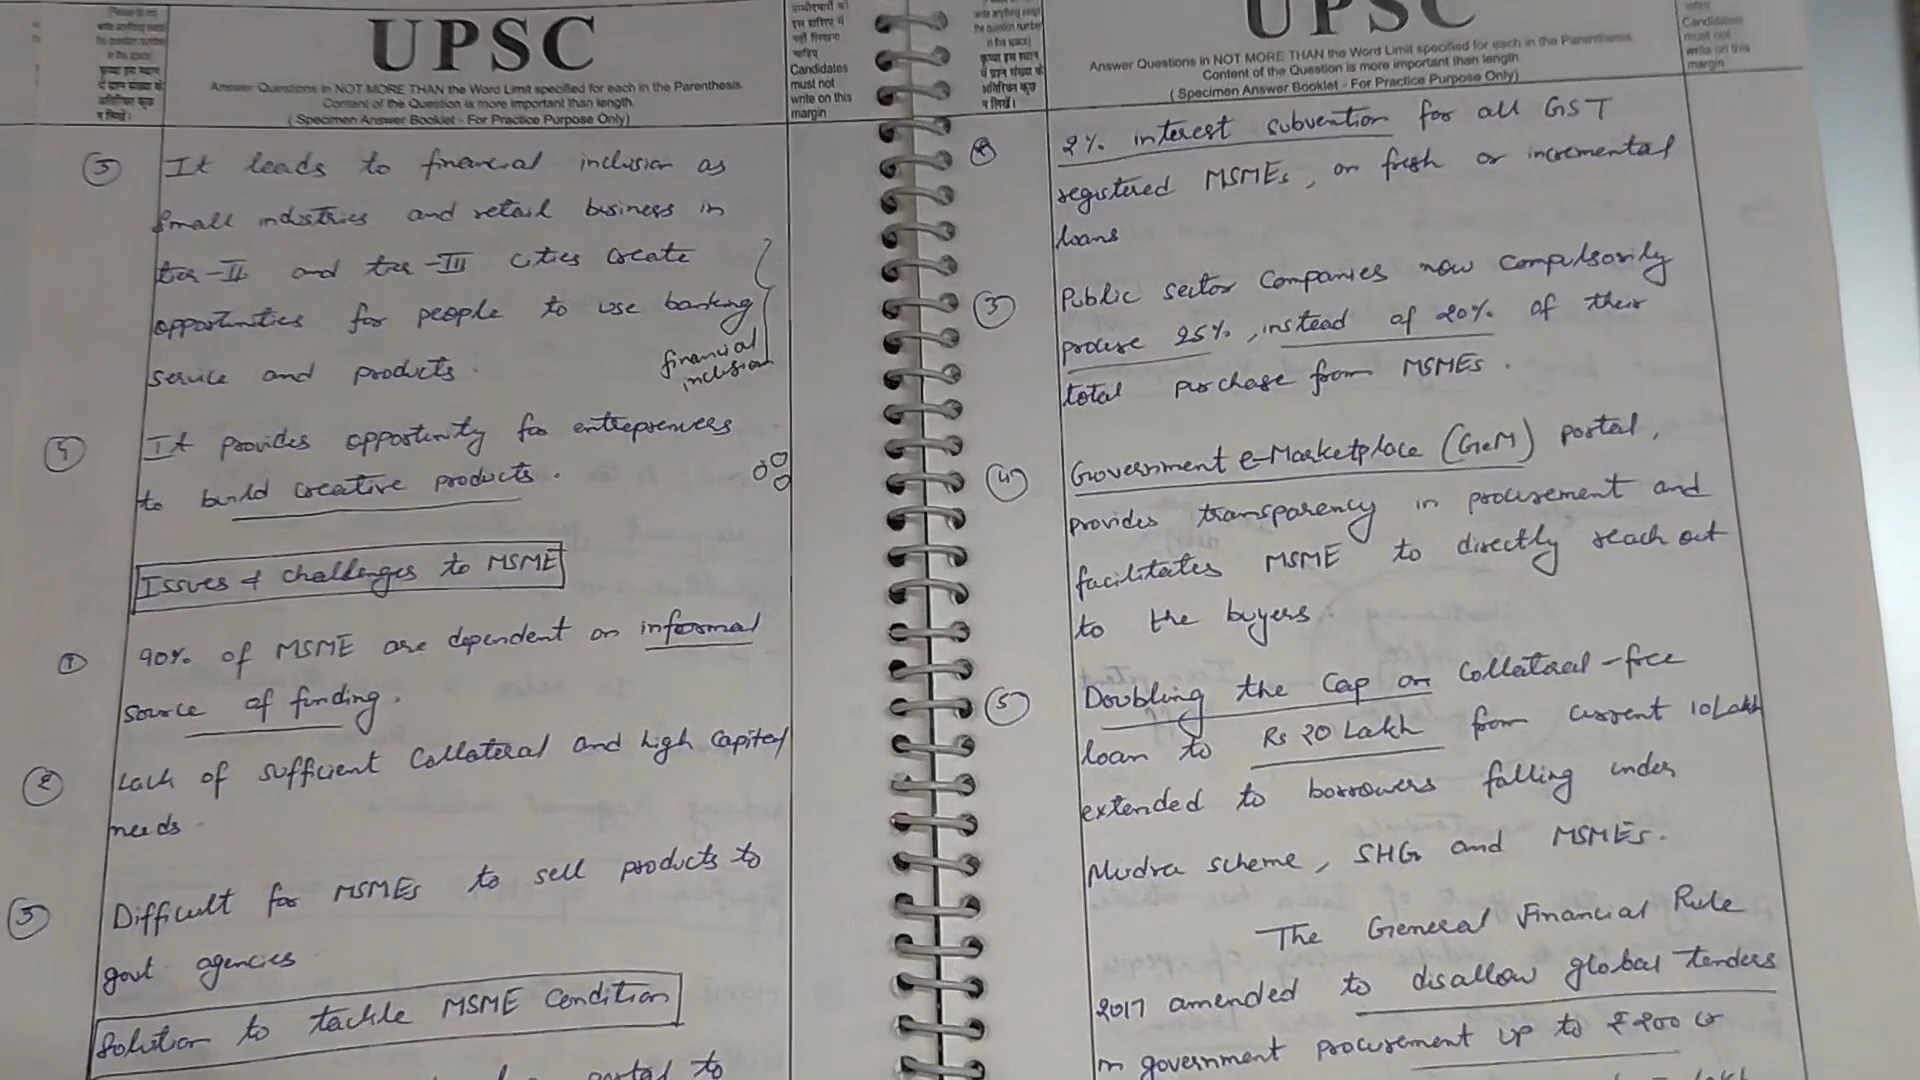 UPSC
Answer Questions in NOT MORE THAN the Word Limit specified for each in the Parenthesis.
Content of the Question is more important than length.
( Specimen Answer Booklet - For Practice Purpose Only)
Candidates
must not
write on this
margin
③ It leads to financial inclusion as
small industries and retail business in
tier-II and tier-III cities create
opportunities for people to use banking
service and products.
financial
inclusion
④ It provides opportunity for entrepreneurs
to build creative products.
Issues & challenges to MSME
① 90% of MSME are dependent on informal
source of funding.
② Lack of sufficient Collateral and high Capital
needs.
③ Difficult for MSMEs to sell products to
govt agencies.
Solution to tackle MSME Condition
portal to
UPSC
Answer Questions in NOT MORE THAN the Word Limit specified for each in the Parenthesis.
Content of the Question is more important than length.
( Specimen Answer Booklet - For Practice Purpose Only)
Candidates
must not
write on this
margin
② 2% interest subvention for all GST
registered MSMEs, on fresh or incremental
loans
③ Public sector Companies now Compulsorily
procure 25%, instead of 20% of their
total purchase from MSMEs.
④ Government e-Marketplace (GeM) portal,
provides transparency in procurement and
facilitates MSME to directly reach out
to the buyers.
⑤ Doubling the Cap on Collateral-free
loan to Rs 20 Lakh from current 10 Lakh
extended to borrowers falling under
Mudra scheme, SHG and MSMEs.
The General Financial Rule
2017 amended to disallow global tenders
in government procurement up to ₹200 cr